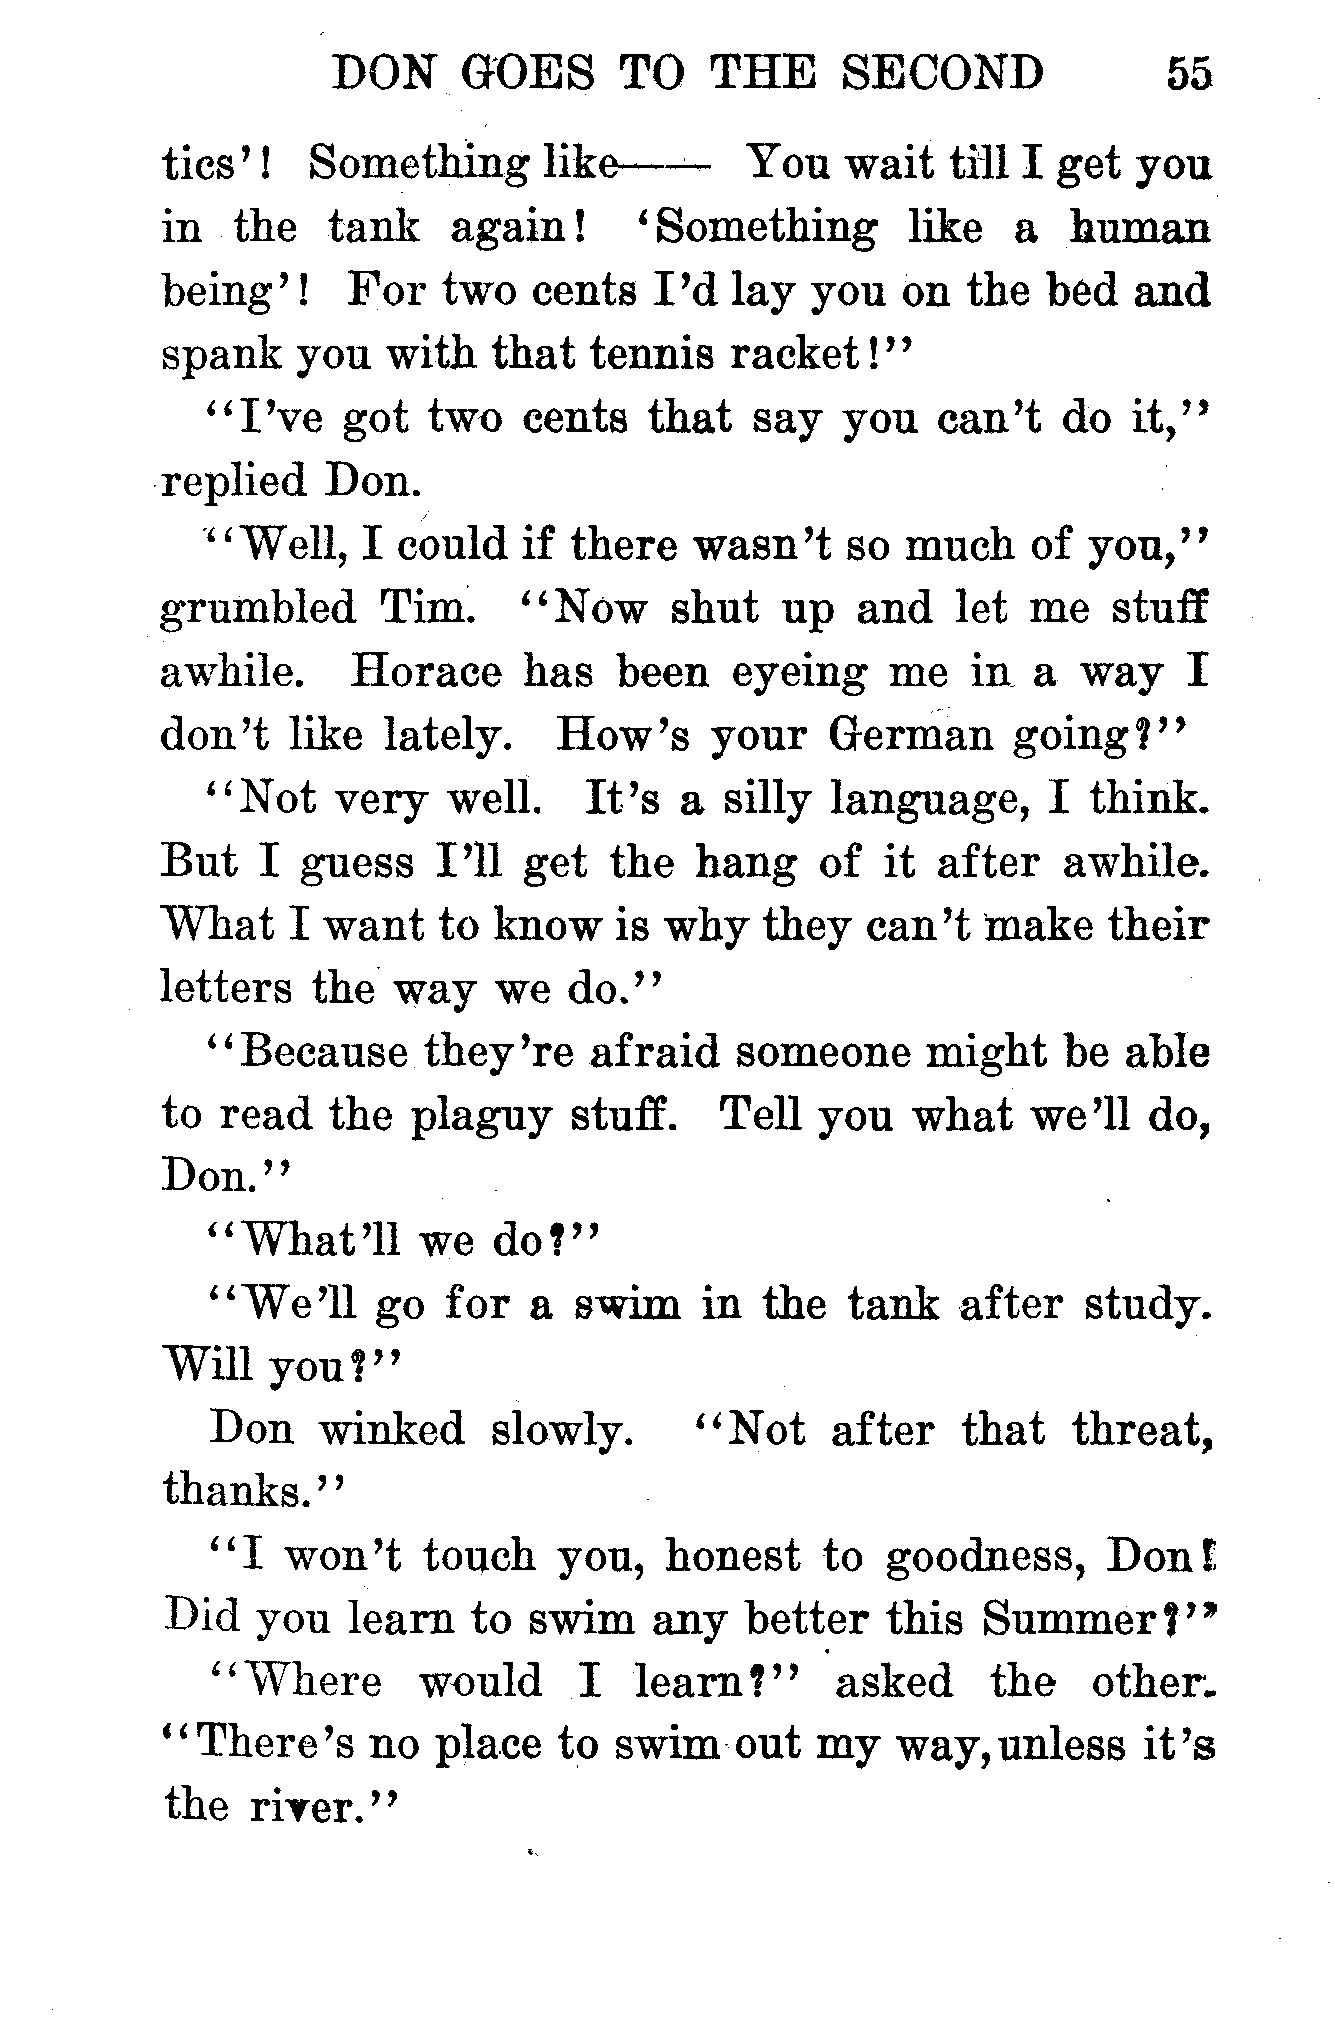 DON GOES TO THE SECOND 55
tics'! Something like—— You wait till I get you
in the tank again! 'Something like a human
being'! For two cents I'd lay you on the bed and
spank you with that tennis racket!"
"I've got two cents that say you can't do it,"
replied Don.
"Well, I could if there wasn't so much of you,"
grumbled Tim. "Now shut up and let me stuff
awhile. Horace has been eyeing me in a way I
don't like lately. How's your German going?"
"Not very well. It's a silly language, I think.
But I guess I'll get the hang of it after awhile.
What I want to know is why they can't make their
letters the way we do."
"Because they're afraid someone might be able
to read the plaguy stuff. Tell you what we'll do,
Don."
"What'll we do?"
"We'll go for a swim in the tank after study.
Will you?"
Don winked slowly. "Not after that threat,
thanks."
"I won't touch you, honest to goodness, Don!
Did you learn to swim any better this Summer?"
"Where would I learn?" asked the other.
"There's no place to swim out my way, unless it's
the river."